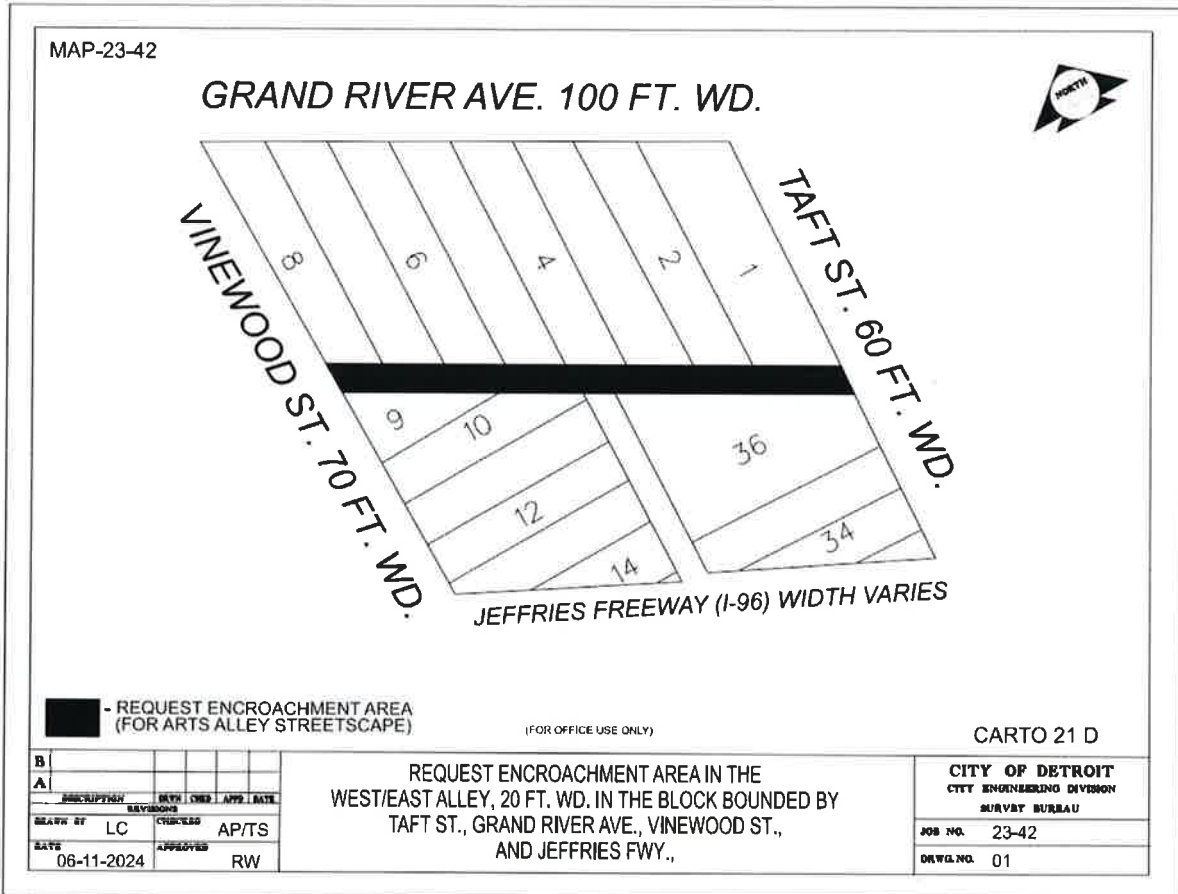 MAP-23-42
GRAND RIVER AVE. 100 FT. WD.
NORTH
TAFT ST. 60 FT. WD.
VINEWOOD ST. 70 FT. WD.
8
6
4
2
1
9
10
36
12
34
14
JEFFRIES FREEWAY (I-96) WIDTH VARIES
- REQUEST ENCROACHMENT AREA
(FOR ARTS ALLEY STREETSCAPE)
(FOR OFFICE USE ONLY)
CARTO 21 D
B
A
DESCRIPTION DRWN CHKD APPD DATE
REVISIONS
DRAWN BY LC CHECKED AP/TS
DATE 06-11-2024 APPROVED RW
REQUEST ENCROACHMENT AREA IN THE
WEST/EAST ALLEY, 20 FT. WD. IN THE BLOCK BOUNDED BY
TAFT ST., GRAND RIVER AVE., VINEWOOD ST.,
AND JEFFRIES FWY.,
CITY OF DETROIT
CITY ENGINEERING DIVISION
SURVEY BUREAU
JOB NO. 23-42
DRWG. NO. 01